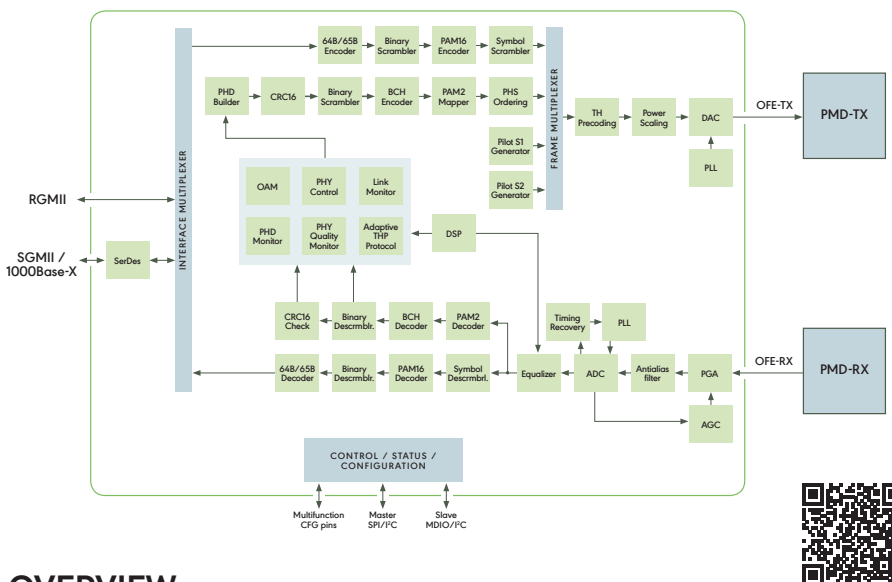 64B/65B
Encoder
Binary
Scrambler
PAM16
Encoder
Symbol
Scrambler
PHD
Builder
CRC16
Binary
Scrambler
BCH
Encoder
PAM2
Mapper
PHS
Ordering
INTERFACE MULTIPLEXER
FRAME MULTIPLEXER
TH
Precoding
Power
Scaling
DAC
OFE-TX
PMD-TX
Pilot S1
Generator
PLL
Pilot S2
Generator
OAM
PHY
Control
Link
Monitor
RGMII
PHD
Monitor
PHY
Quality
Monitor
Adaptive
THP
Protocol
DSP
SGMII /
1000Base-X
SerDes
CRC16
Check
Binary
Descrmblr.
BCH
Decoder
PAM2
Decoder
Timing
Recovery
PLL
64B/65B
Decoder
Binary
Descrmblr.
PAM16
Decoder
Symbol
Descrmbrl.
Equalizer
ADC
Antialias
filter
PGA
OFE-RX
PMD-RX
AGC
CONTROL / STATUS /
CONFIGURATION
Multifunction
CFG pins
Master
SPI/I²C
Slave
MDIO/I²C
OVERVIEW